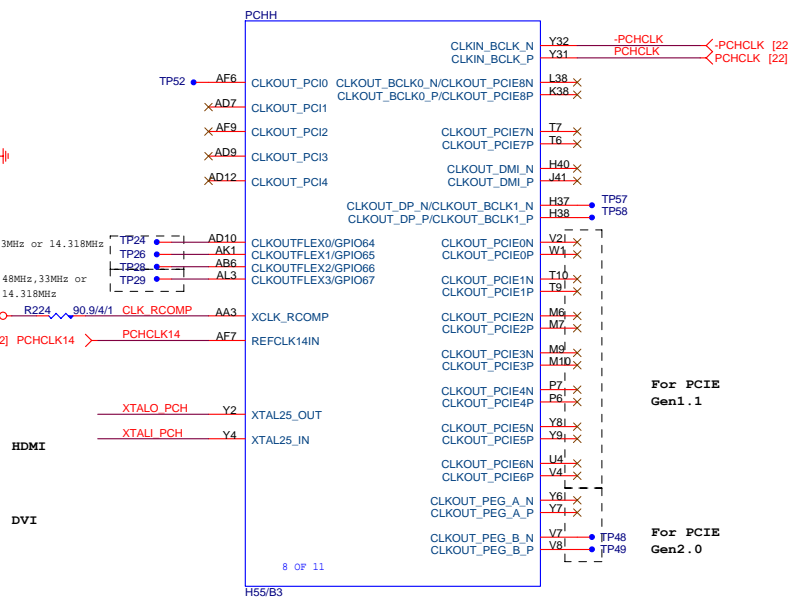 PCHH
CLKIN_BCLK_N Y32 -PCHCLK -PCHCLK [22
CLKIN_BCLK_P Y31 PCHCLK PCHCLK [22]
TP52 AF6 CLKOUT_PCI0 CLKOUT_BCLK0_N/CLKOUT_PCIE8N L38
CLKOUT_BCLK0_P/CLKOUT_PCIE8P K38
AD7 CLKOUT_PCI1
AF9 CLKOUT_PCI2 CLKOUT_PCIE7N T7
CLKOUT_PCIE7P T6
AD9 CLKOUT_PCI3
CLKOUT_DMI_N H40
AD12 CLKOUT_PCI4 CLKOUT_DMI_P J41
CLKOUT_DP_N/CLKOUT_BCLK1_N H37 TP57
CLKOUT_DP_P/CLKOUT_BCLK1_P H38 TP58
3MHz or 14.318MHz TP24 AD10 CLKOUTFLEX0/GPIO64 CLKOUT_PCIE0N V2
TP26 AK1 CLKOUTFLEX1/GPIO65 CLKOUT_PCIE0P W1
TP28 AB6 CLKOUTFLEX2/GPIO66
48MHz,33MHz or TP29 AL3 CLKOUTFLEX3/GPIO67 CLKOUT_PCIE1N T10
14.318MHz CLKOUT_PCIE1P T9
R224 90.9/4/1 CLK_RCOMP AA3 XCLK_RCOMP CLKOUT_PCIE2N M6
CLKOUT_PCIE2P M7
2] PCHCLK14 PCHCLK14 AF7 REFCLK14IN
CLKOUT_PCIE3N M9
CLKOUT_PCIE3P M10
CLKOUT_PCIE4N P7 For PCIE
CLKOUT_PCIE4P P6 Gen1.1
XTALO_PCH Y2 XTAL25_OUT
CLKOUT_PCIE5N Y8
XTALI_PCH Y4 XTAL25_IN CLKOUT_PCIE5P Y9
HDMI
CLKOUT_PCIE6N U4
CLKOUT_PCIE6P V4
CLKOUT_PEG_A_N Y6
CLKOUT_PEG_A_P Y7
DVI
CLKOUT_PEG_B_N V7 TP48 For PCIE
CLKOUT_PEG_B_P V8 TP49 Gen2.0
8 OF 11
H55/B3